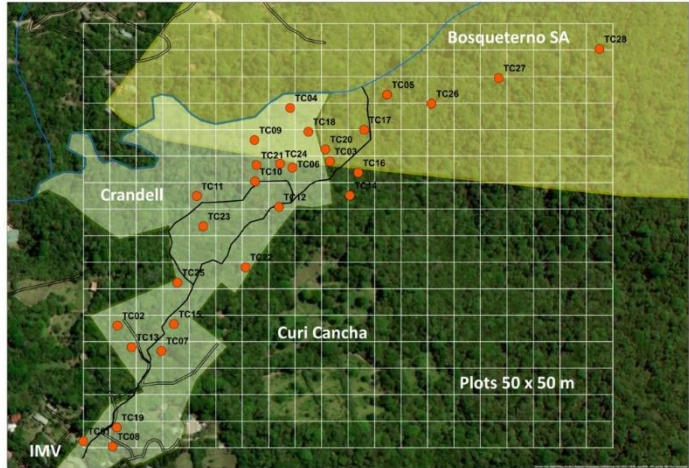 Bosqueterno SA
TC28
TC27
TC05
TC26
TC04
TC18
TC17
TC09
TC20
TC03
TC21
TC24
TC06
TC16
TC10
TC11
TC14
Crandell
TC12
TC23
TC22
TC25
TC02
TC15
Curi Cancha
TC13
TC07
Plots 50 x 50 m
TC19
TC01
TC08
IMV